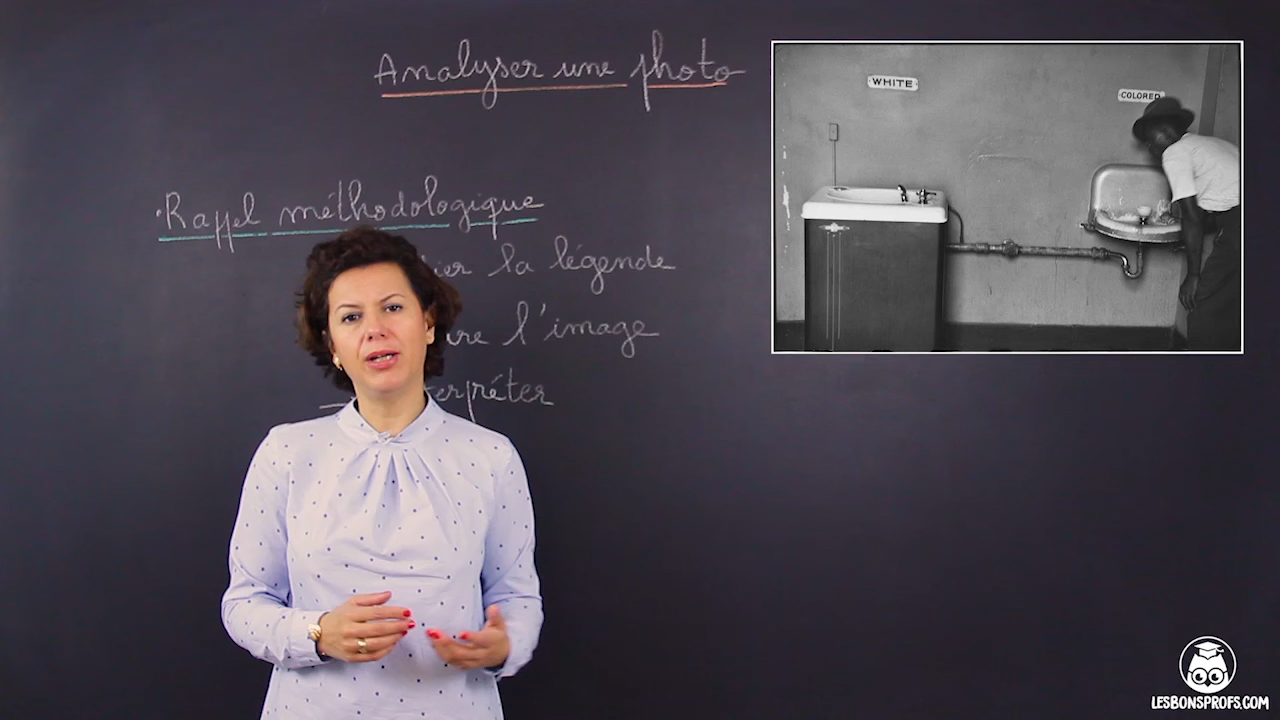 Analyser une photo
WHITE
COLORED
Rappel méthodologique
la légende
l'image
LESBONSPROFS.COM